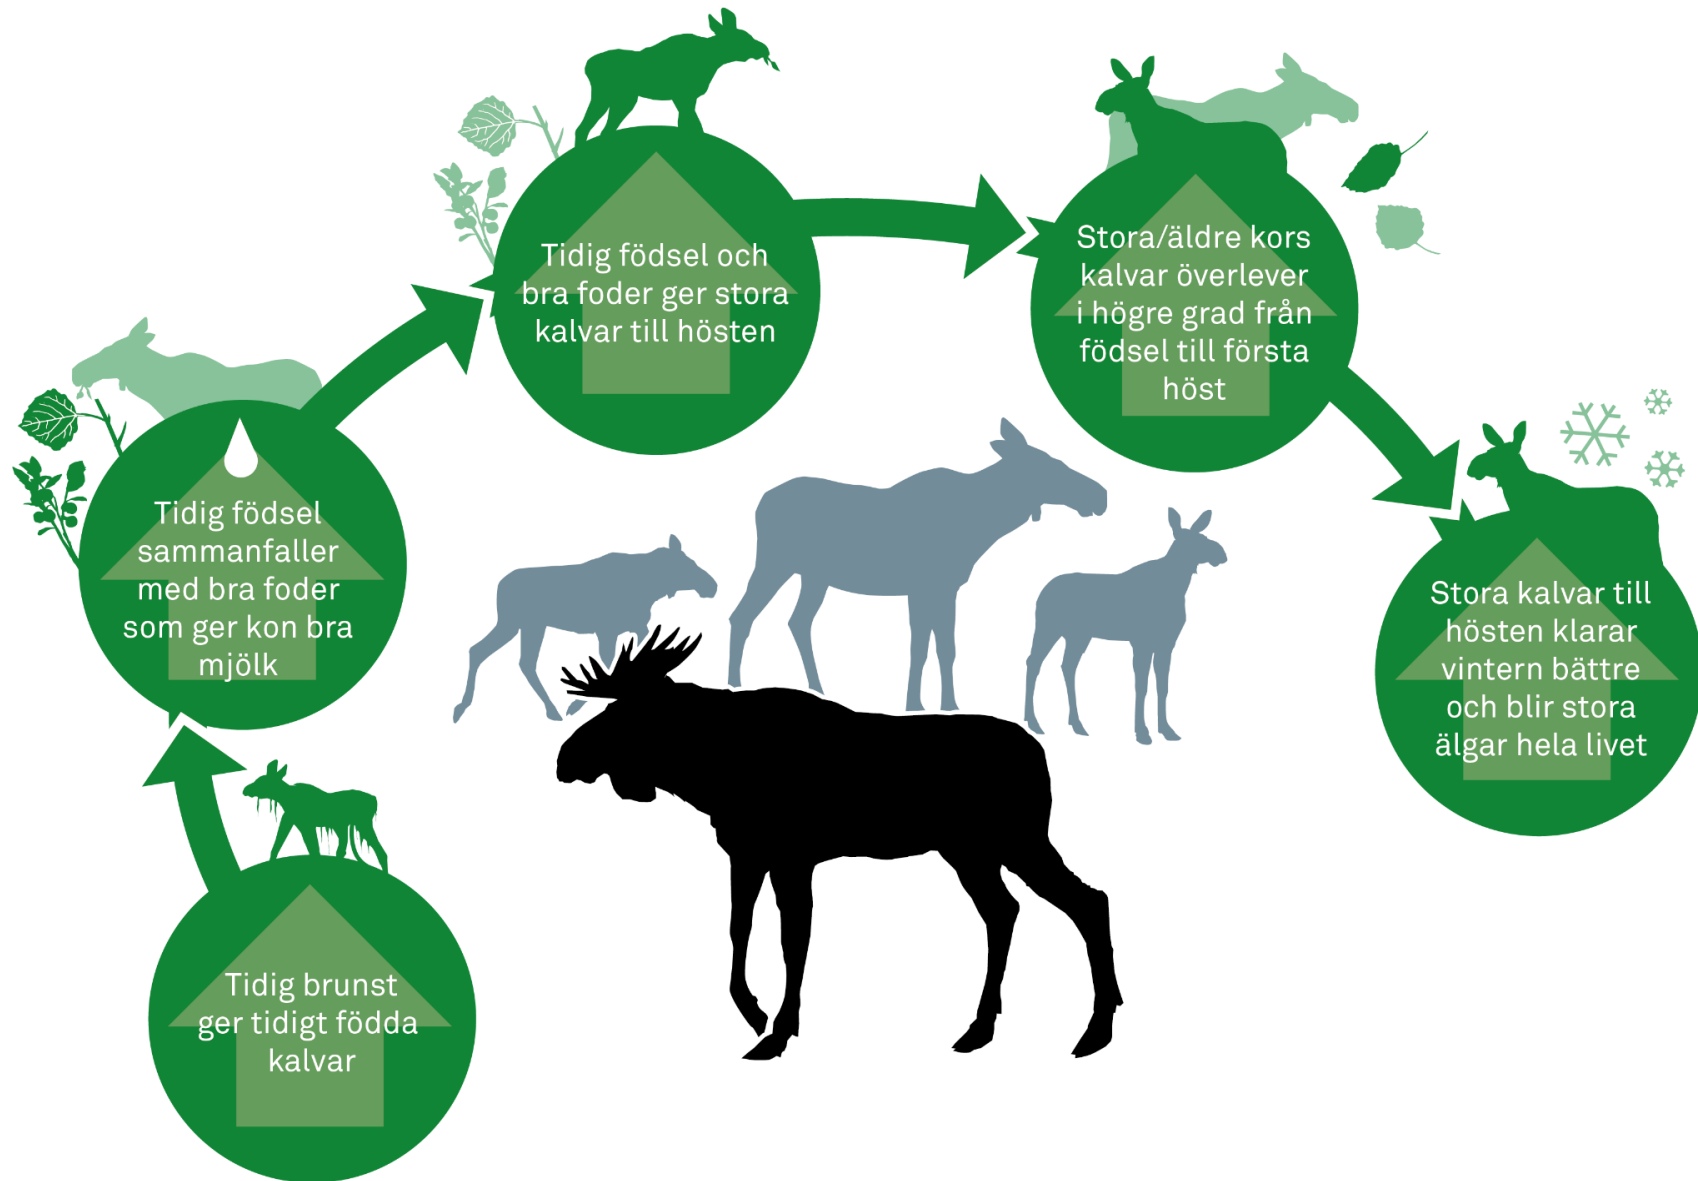 Tidig brunst
ger tidigt födda
kalvar
Tidig födsel
sammanfaller
med bra foder
som ger kon bra
mjölk
Tidig födsel och
bra foder ger stora
kalvar till hösten
Stora/äldre kors
kalvar överlever
i högre grad från
födsel till första
höst
Stora kalvar till
hösten klarar
vintern bättre
och blir stora
älgar hela livet